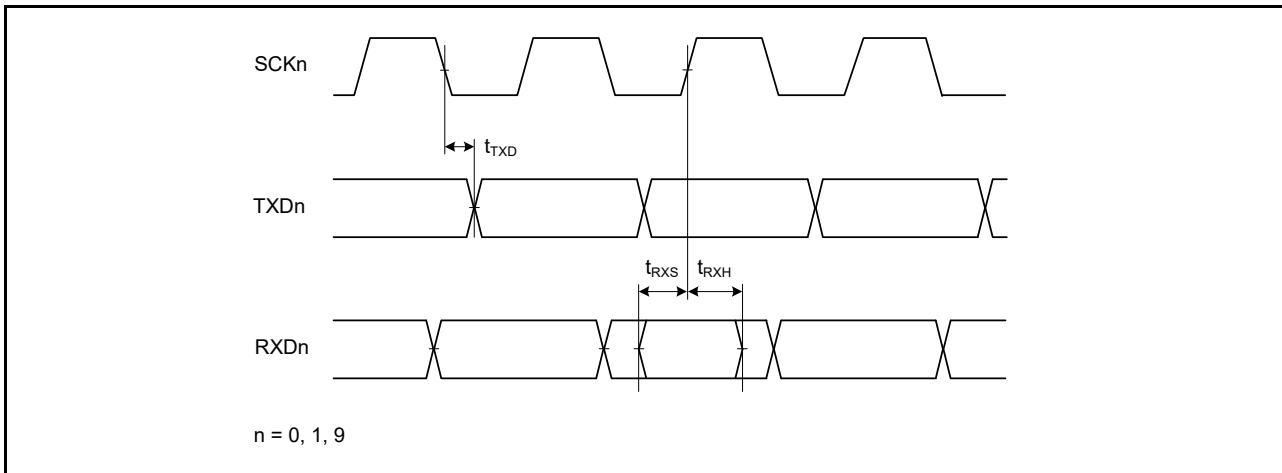 SCKn
tTXD
TXDn
tRXS tRXH
RXDn
n = 0, 1, 9